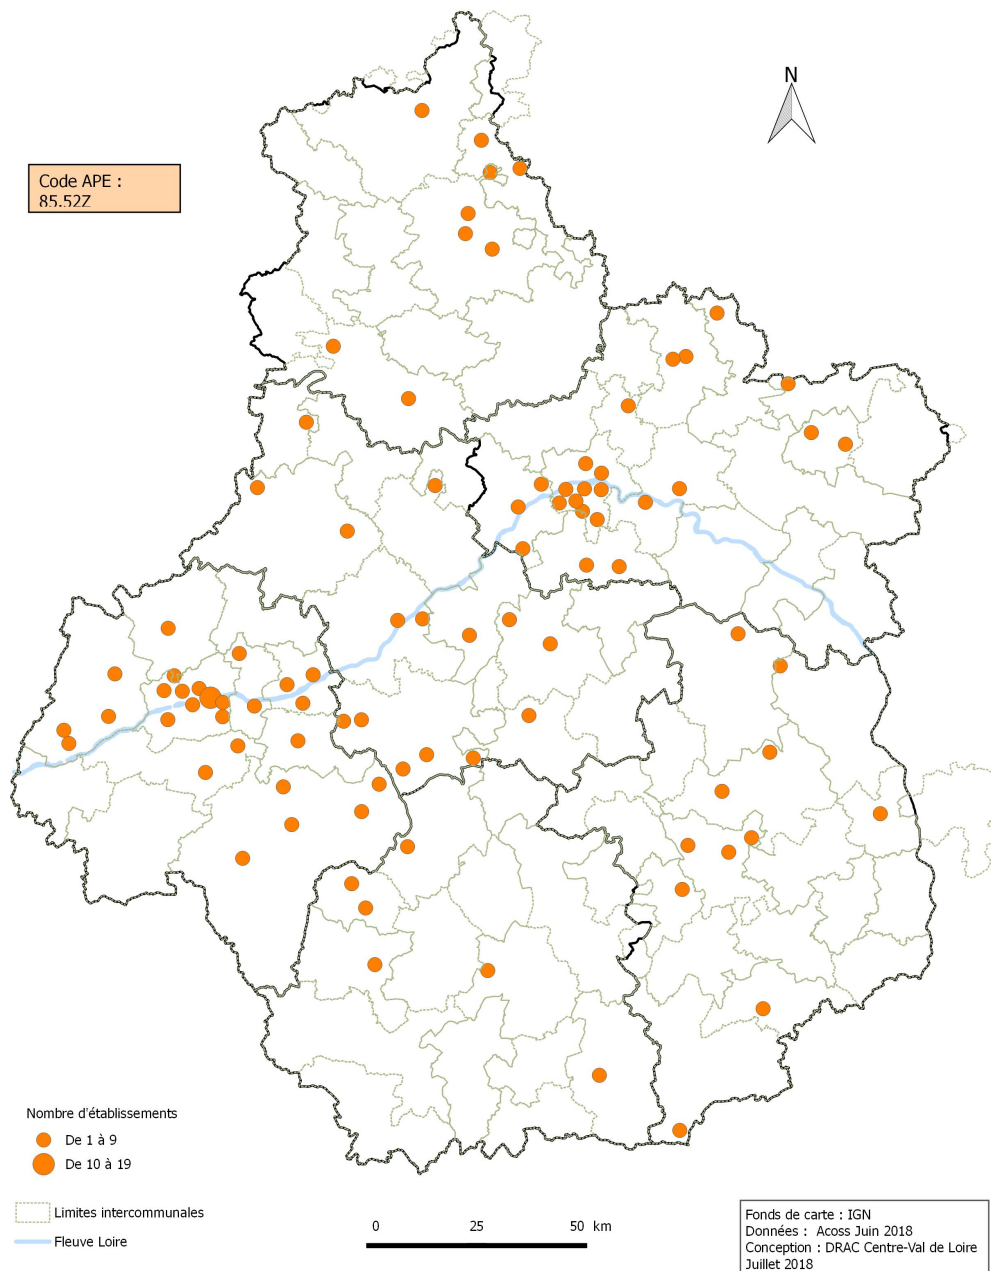 N
Code APE :
85.52Z
Nombre d'établissements
De 1 à 9
De 10 à 19
Limites intercommunales
Fleuve Loire
0 25 50 km
Fonds de carte : IGN
Données : Acoss Juin 2018
Conception : DRAC Centre-Val de Loire
Juillet 2018